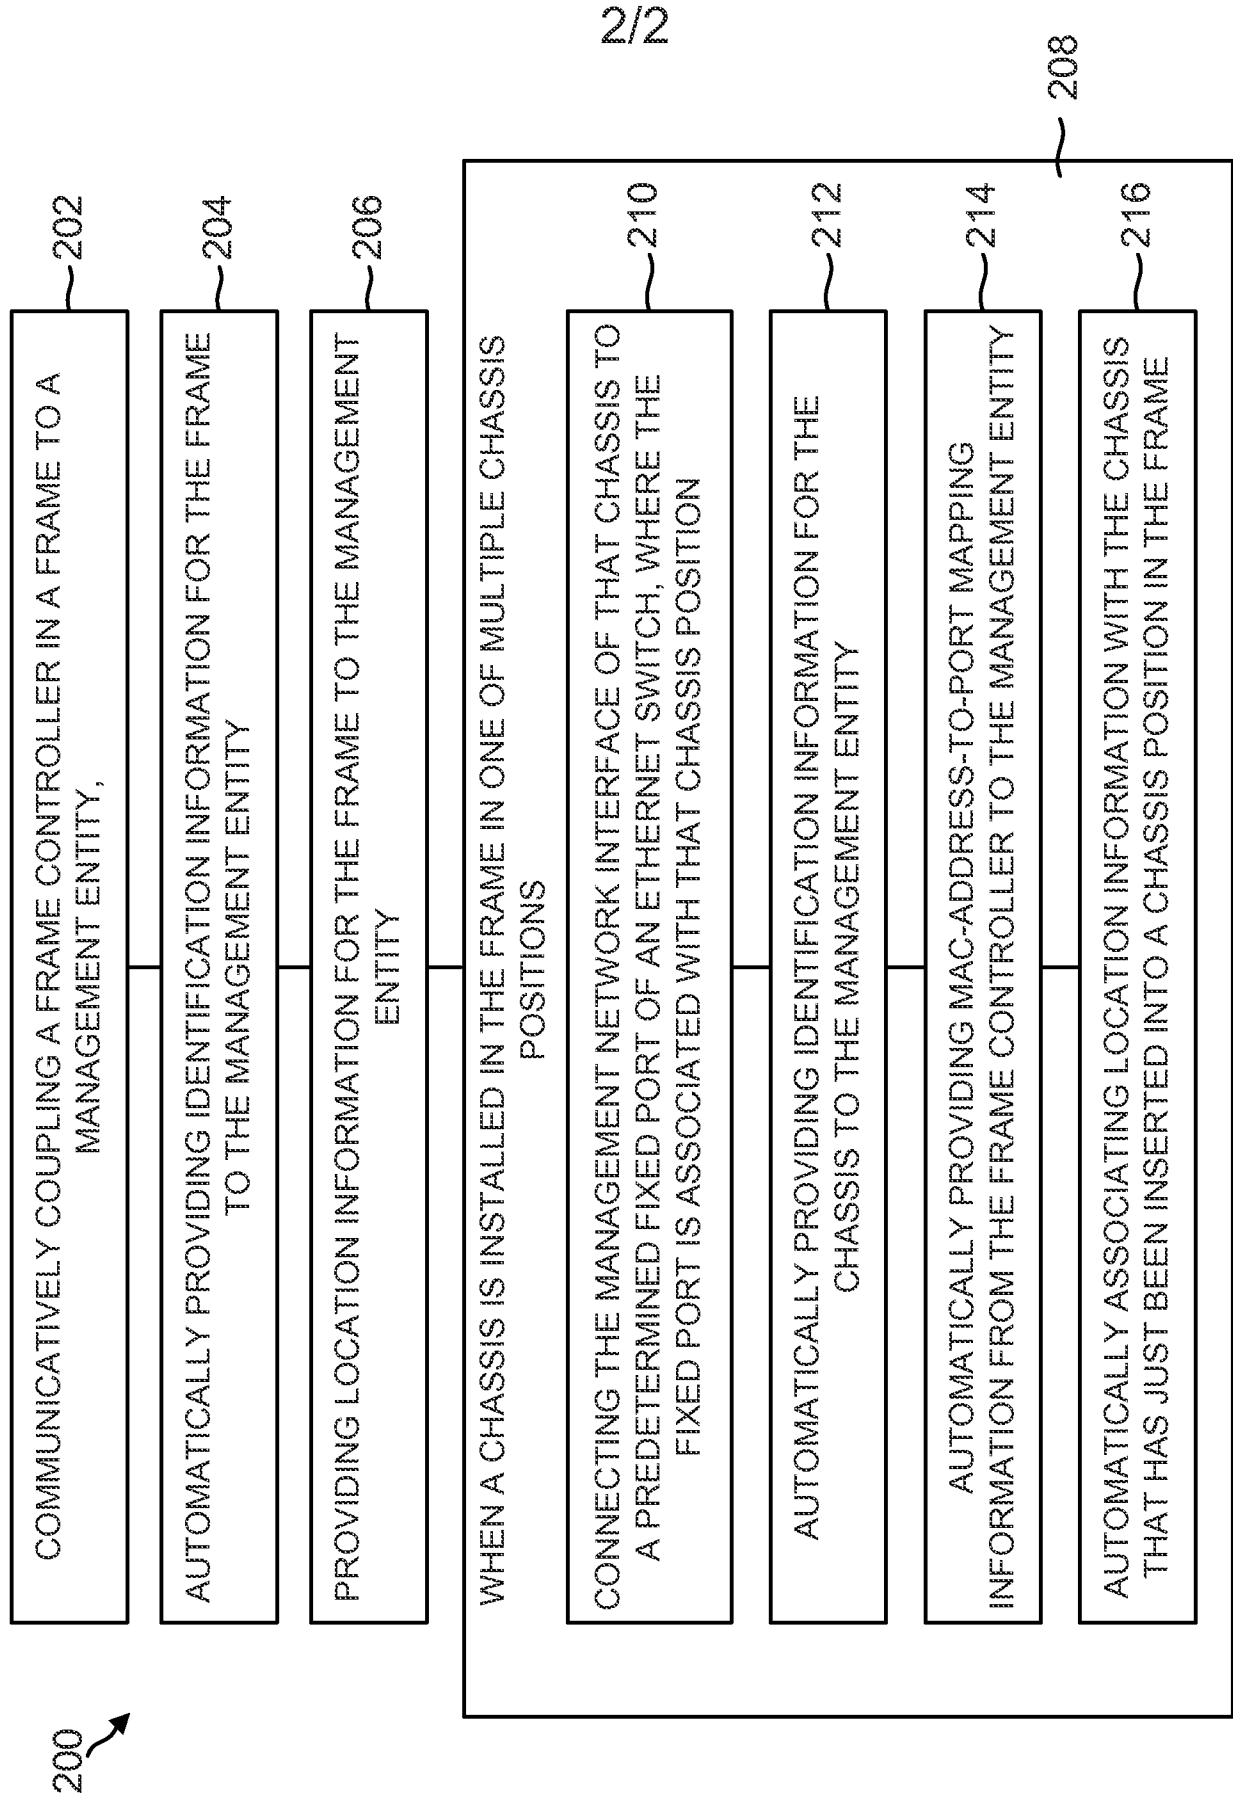 2/2
200
COMMUNICATIVELY COUPLING A FRAME CONTROLLER IN A FRAME TO A
MANAGEMENT ENTITY,
202
AUTOMATICALLY PROVIDING IDENTIFICATION INFORMATION FOR THE FRAME
TO THE MANAGEMENT ENTITY
204
PROVIDING LOCATION INFORMATION FOR THE FRAME TO THE MANAGEMENT
ENTITY
206
WHEN A CHASSIS IS INSTALLED IN THE FRAME IN ONE OF MULTIPLE CHASSIS
POSITIONS
208
CONNECTING THE MANAGEMENT NETWORK INTERFACE OF THAT CHASSIS TO
A PREDETERMINED FIXED PORT OF AN ETHERNET SWITCH, WHERE THE
FIXED PORT IS ASSOCIATED WITH THAT CHASSIS POSITION
210
AUTOMATICALLY PROVIDING IDENTIFICATION INFORMATION FOR THE
CHASSIS TO THE MANAGEMENT ENTITY
212
AUTOMATICALLY PROVIDING MAC-ADDRESS-TO-PORT MAPPING
INFORMATION FROM THE FRAME CONTROLLER TO THE MANAGEMENT ENTITY
214
AUTOMATICALLY ASSOCIATING LOCATION INFORMATION WITH THE CHASSIS
THAT HAS JUST BEEN INSERTED INTO A CHASSIS POSITION IN THE FRAME
216